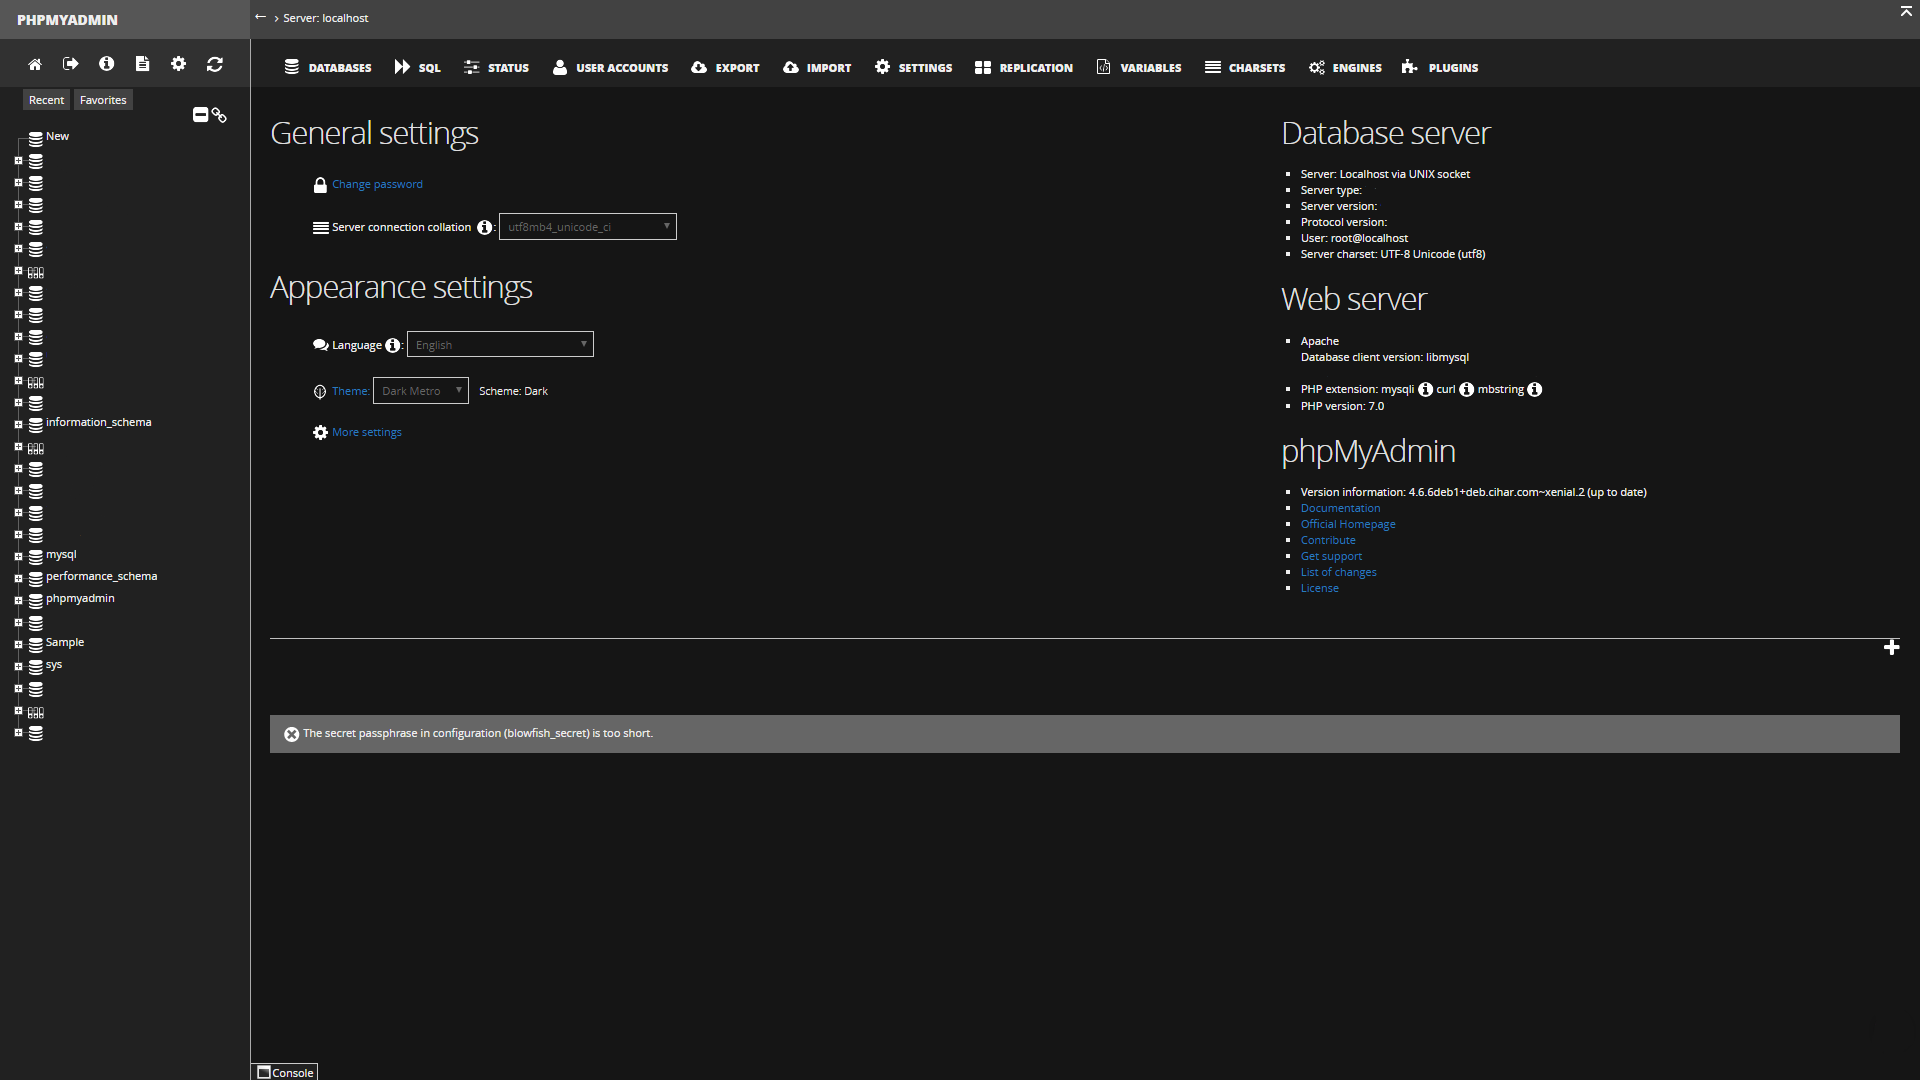 PHPMYADMIN
Recent
Favorites
New
information_schema
mysql
performance_schema
phpmyadmin
Sample
sys
← › Server: localhost
DATABASES
SQL
STATUS
USER ACCOUNTS
EXPORT
IMPORT
SETTINGS
REPLICATION
VARIABLES
CHARSETS
ENGINES
PLUGINS
General settings
Change password
Server connection collation : utf8mb4_unicode_ci
Appearance settings
Language : English
Theme: Dark Metro Scheme: Dark
More settings
Database server
Server: Localhost via UNIX socket
Server type:
Server version:
Protocol version:
User: root@localhost
Server charset: UTF-8 Unicode (utf8)
Web server
Apache
Database client version: libmysql
PHP extension: mysqli curl mbstring
PHP version: 7.0
phpMyAdmin
Version information: 4.6.6deb1+deb.cihar.com~xenial.2 (up to date)
Documentation
Official Homepage
Contribute
Get support
List of changes
License
The secret passphrase in configuration (blowfish_secret) is too short.
Console